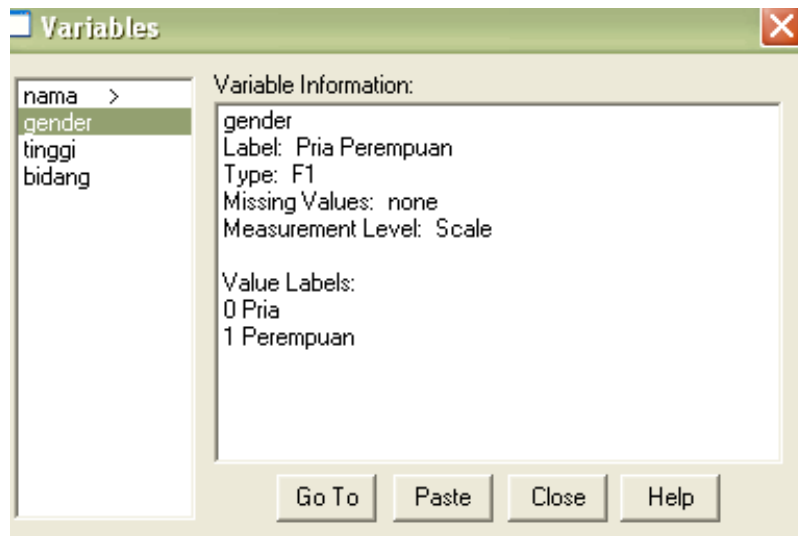 Variables
nama >
gender
tinggi
bidang
Variable Information:
gender
Label: Pria Perempuan
Type: F1
Missing Values: none
Measurement Level: Scale
Value Labels:
0 Pria
1 Perempuan
Go To
Paste
Close
Help